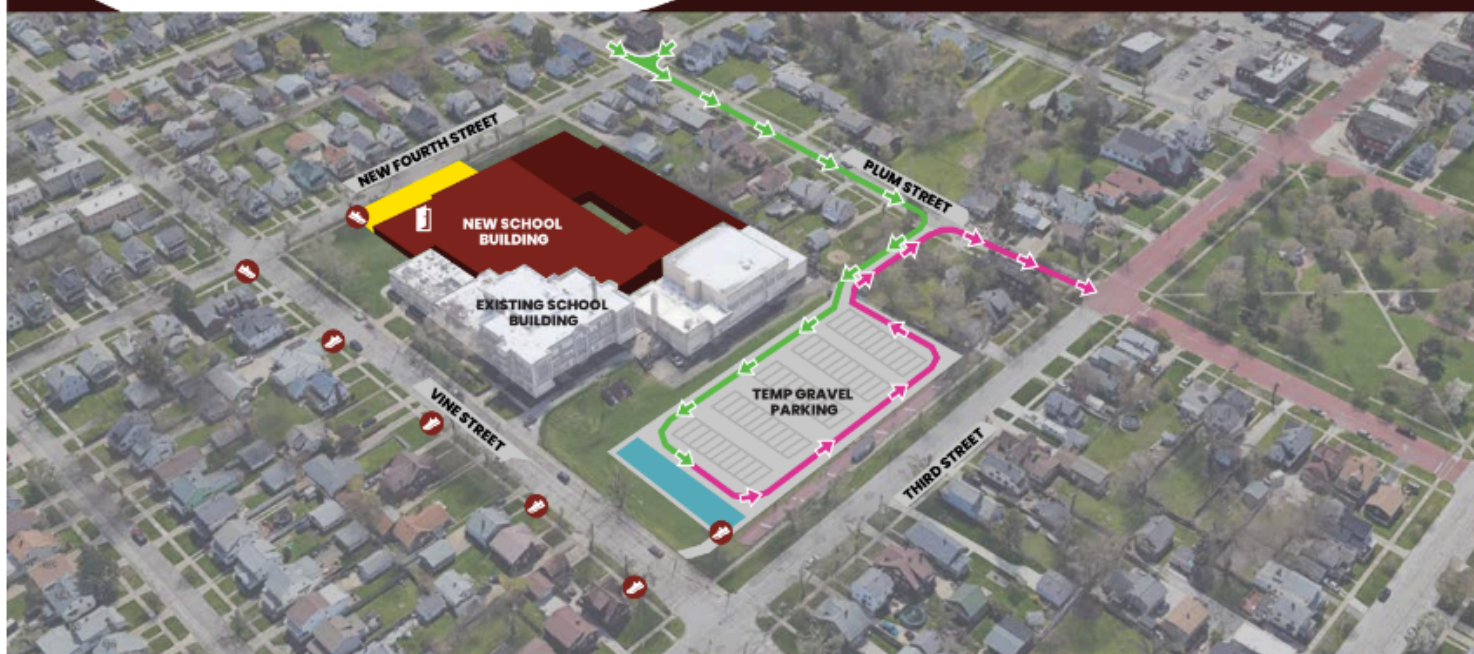 NEW FOURTH STREET
PLUM STREET
NEW SCHOOL
BUILDING
EXISTING SCHOOL
BUILDING
TEMP GRAVEL
PARKING
VINE STREET
THIRD STREET